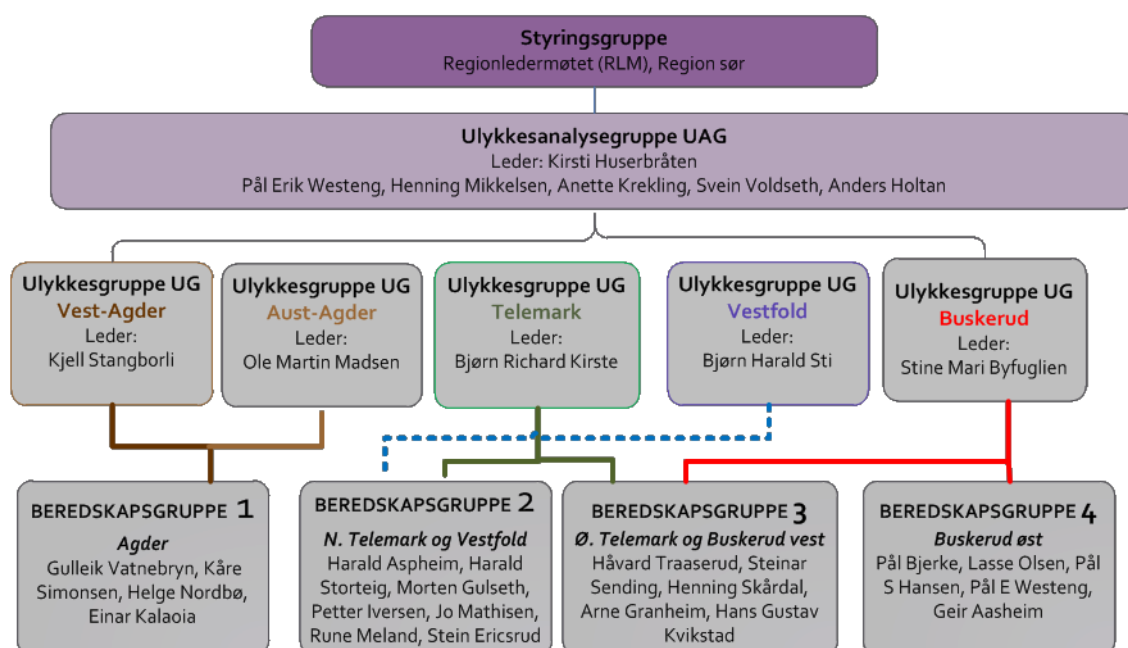 Styringsgruppe
Regionledermøtet (RLM), Region sør
Ulykkesanalysegruppe UAG
Leder: Kirsti Huserbråten
Pål Erik Westeng, Henning Mikkelsen, Anette Krekling, Svein Voldseth, Anders Holtan
Ulykkesgruppe UG
Vest-Agder
Leder:
Kjell Stangborli
Ulykkesgruppe UG
Aust-Agder
Leder:
Ole Martin Madsen
Ulykkesgruppe UG
Telemark
Leder:
Bjørn Richard Kirste
Ulykkesgruppe UG
Vestfold
Leder:
Bjørn Harald Sti
Ulykkesgruppe UG
Buskerud
Leder:
Stine Mari Byfuglien
BEREDSKAPSGRUPPE 1
Agder
Gulleik Vatnebryn, Kåre
Simonsen, Helge Nordbø,
Einar Kalaoia
BEREDSKAPSGRUPPE 2
N. Telemark og Vestfold
Harald Aspheim, Harald
Storteig, Morten Gulseth,
Petter Iversen, Jo Mathisen,
Rune Meland, Stein Ericsrud
BEREDSKAPSGRUPPE 3
Ø. Telemark og Buskerud vest
Håvard Traaserud, Steinar
Sending, Henning Skårdal,
Arne Granheim, Hans Gustav
Kvikstad
BEREDSKAPSGRUPPE 4
Buskerud øst
Pål Bjerke, Lasse Olsen, Pål
S Hansen, Pål E Westeng,
Geir Aasheim